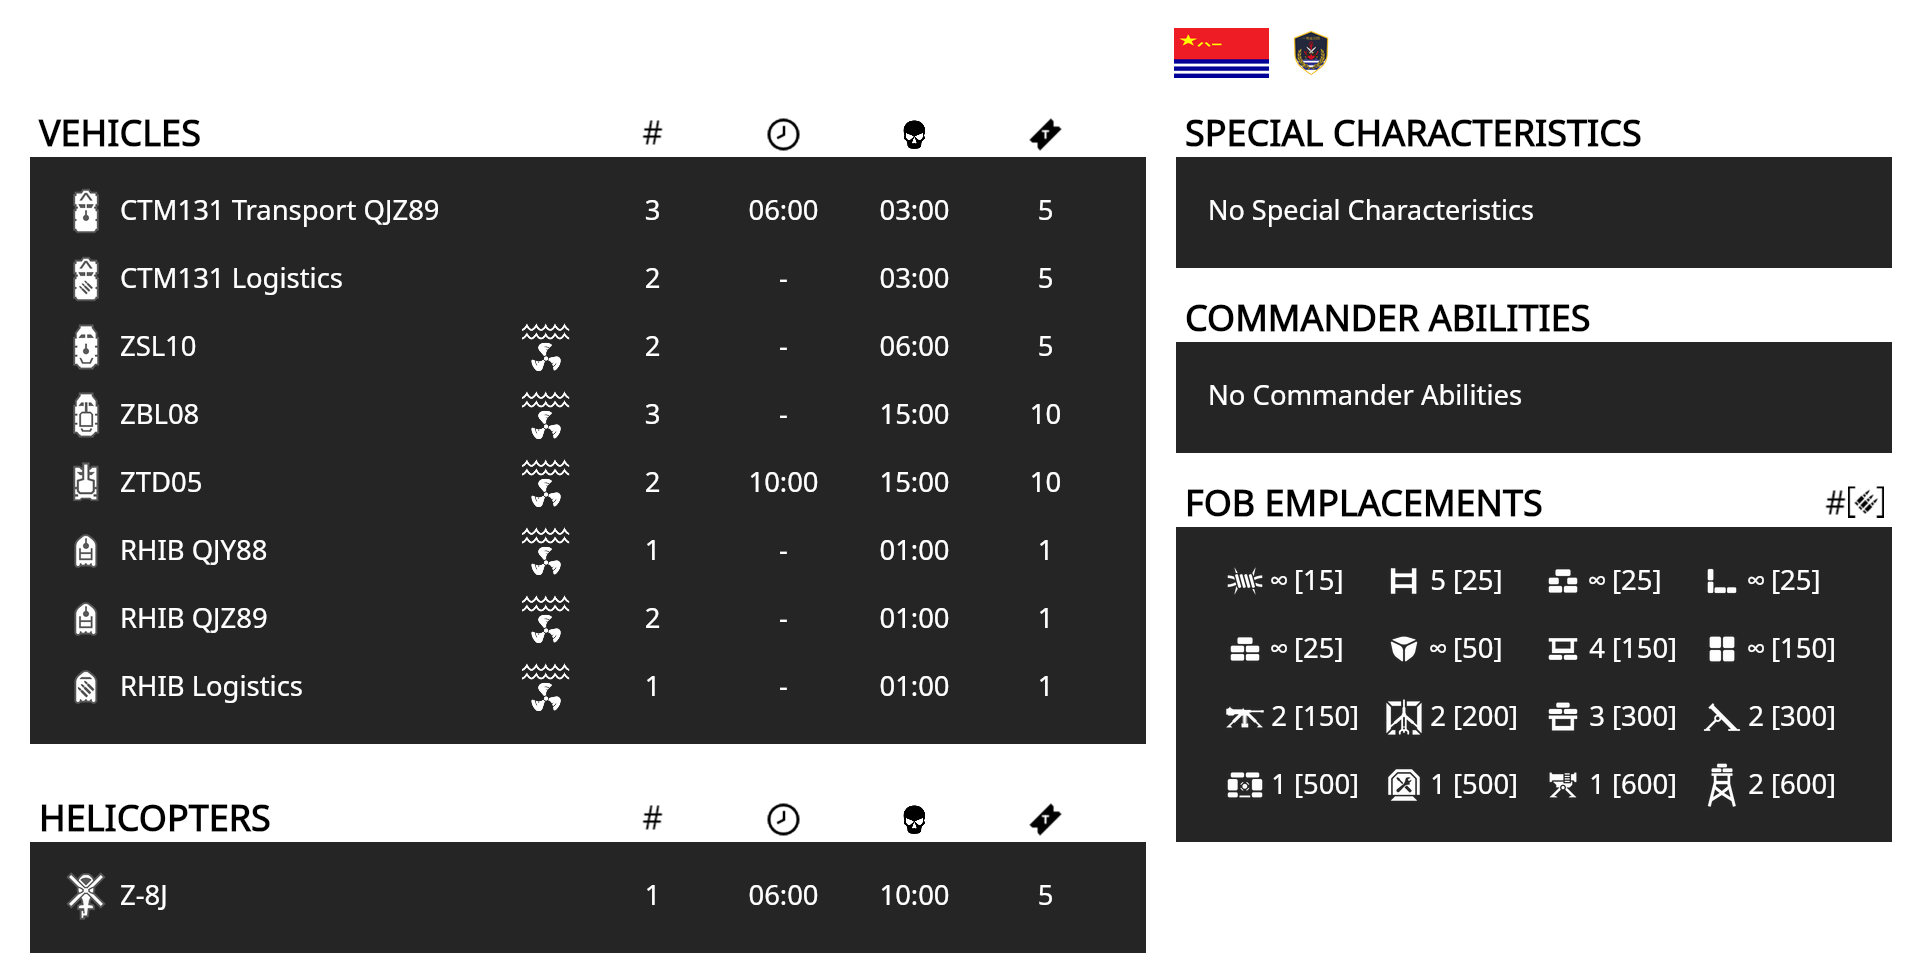 VEHICLES #
CTM131 Transport QJZ89 3 06:00 03:00 5
CTM131 Logistics 2 - 03:00 5
ZSL10 2 - 06:00 5
ZBL08 3 - 15:00 10
ZTD05 2 10:00 15:00 10
RHIB QJY88 1 - 01:00 1
RHIB QJZ89 2 - 01:00 1
RHIB Logistics 1 - 01:00 1
HELICOPTERS #
Z-8J 1 06:00 10:00 5
SPECIAL CHARACTERISTICS
No Special Characteristics
COMMANDER ABILITIES
No Commander Abilities
FOB EMPLACEMENTS #[]
∞ [15] 5 [25] ∞ [25] ∞ [25]
∞ [25] ∞ [50] 4 [150] ∞ [150]
2 [150] 2 [200] 3 [300] 2 [300]
1 [500] 1 [500] 1 [600] 2 [600]